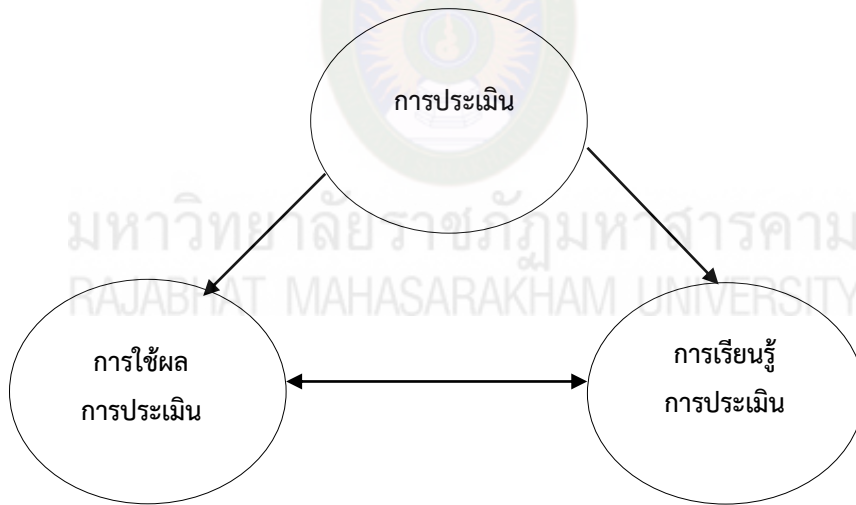 การประเมิน
มหาวิทยาลัยราชภัฏมหาสารคาม
RAJABHAT MAHASARAKHAM UNIVERSITY
การใช้ผล
การประเมิน
การเรียนรู้
การประเมิน